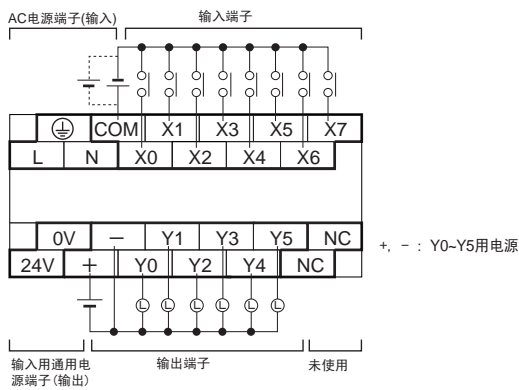 AC电源端子(输入) 输入端子
COM X1 X3 X5 X7
L N X0 X2 X4 X6
0V − Y1 Y3 Y5 NC
+, − : Y0~Y5用电源
24V + Y0 Y2 Y4 NC
L L L L L L
输入用通用电 输出端子 未使用
源端子(输出)